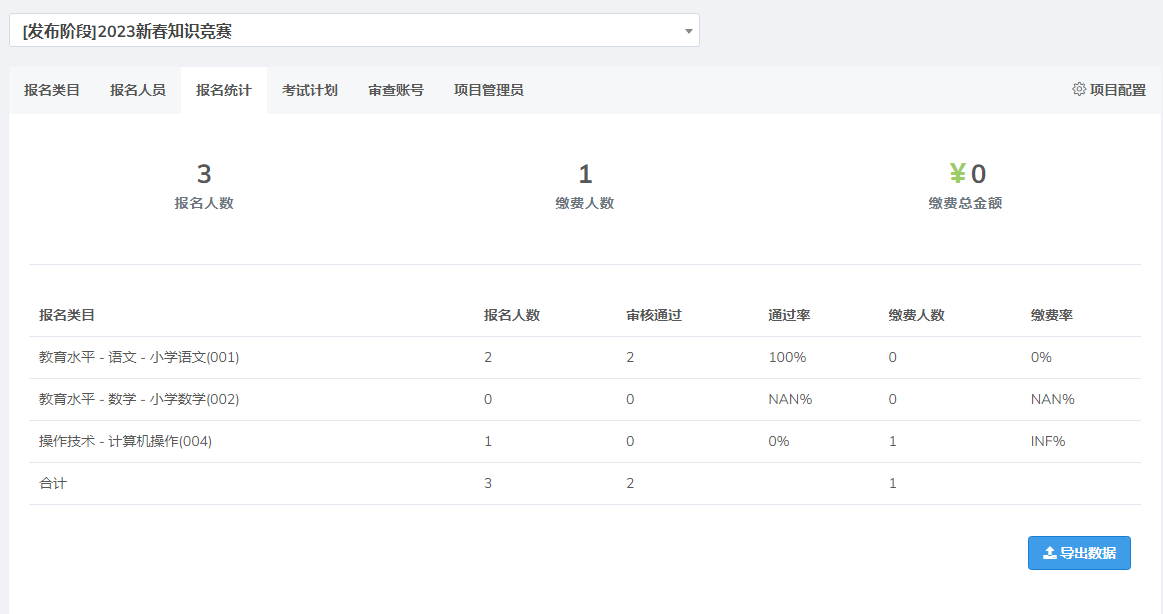 [发布阶段]2023新春知识竞赛
报名类目 报名人员 报名统计 考试计划 审查账号 项目管理员 项目配置
3 1 ¥ 0
报名人数 缴费人数 缴费总金额
报名类目 报名人数 审核通过 通过率 缴费人数 缴费率
教育水平 - 语文 - 小学语文(001) 2 2 100% 0 0%
教育水平 - 数学 - 小学数学(002) 0 0 NAN% 0 NAN%
操作技术 - 计算机操作(004) 1 0 0% 1 INF%
合计 3 2 1
导出数据